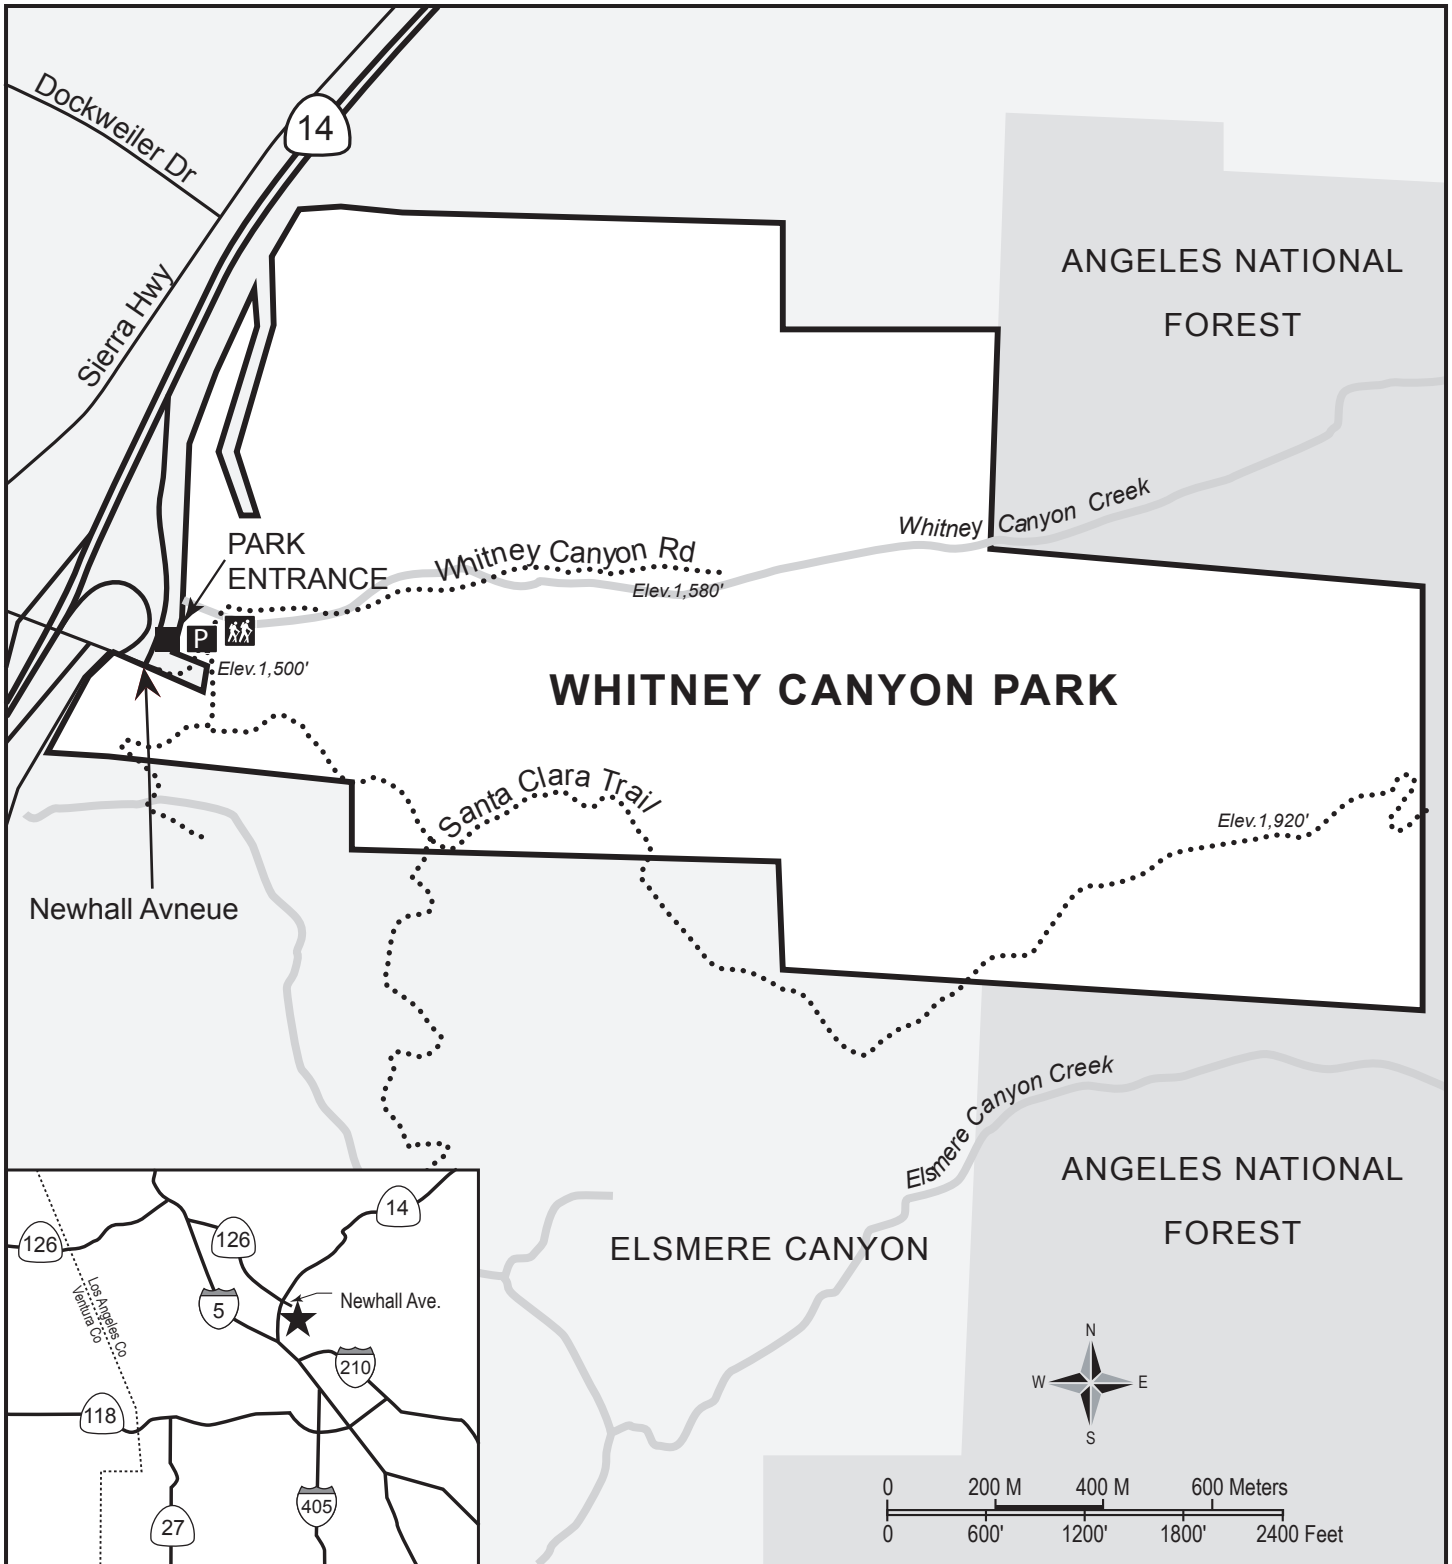 Dockweiler Dr
14
Sierra Hwy
ANGELES NATIONAL
FOREST
Whitney Canyon Creek
PARK
ENTRANCE
Whitney Canyon Rd
Elev.1,580'
P
Elev.1,500'
WHITNEY CANYON PARK
Santa Clara Trail
Elev.1,920'
Newhall Avneue
Elsmere Canyon Creek
ANGELES NATIONAL
FOREST
ELSMERE CANYON
14
126
126
Los Angeles Co
Ventura Co
5
Newhall Ave.
210
118
405
27
N
W E
S
0 200 M 400 M 600 Meters
0 600' 1200' 1800' 2400 Feet